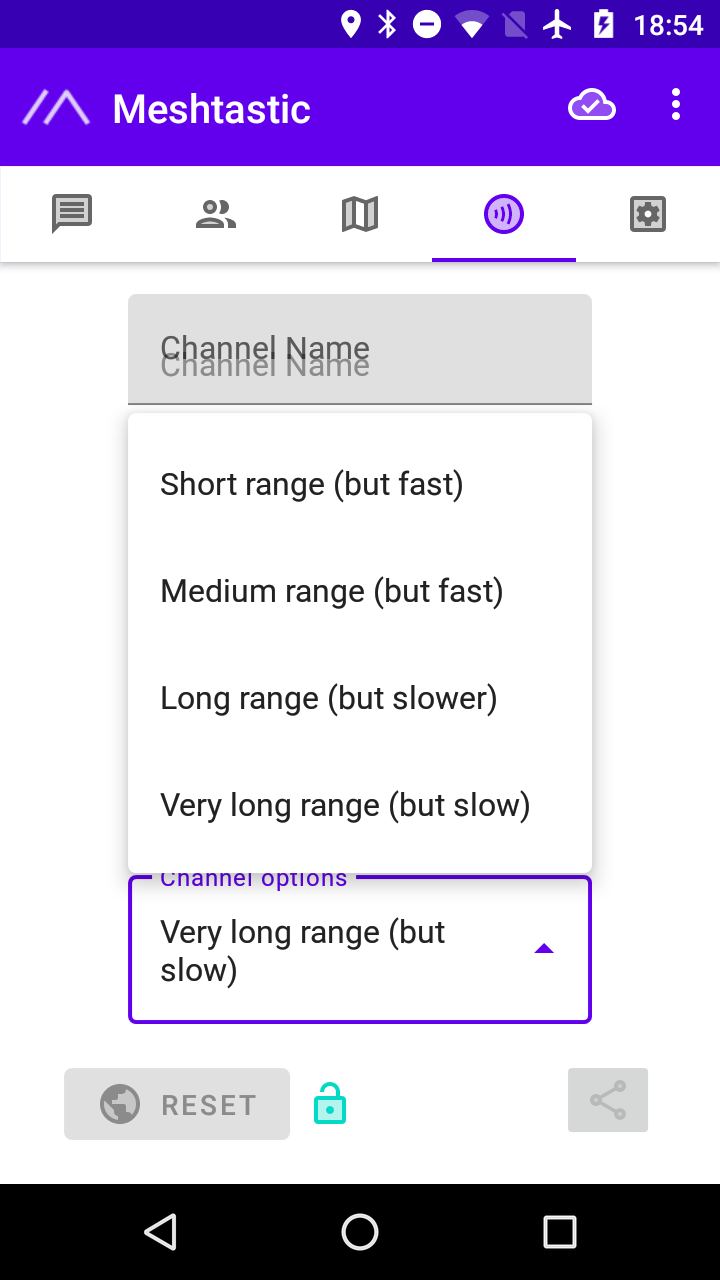 18:54
Meshtastic
Channel Name
Channel Name
Short range (but fast)
Medium range (but fast)
Long range (but slower)
Very long range (but slow)
Channel options
Very long range (but
slow)
RESET